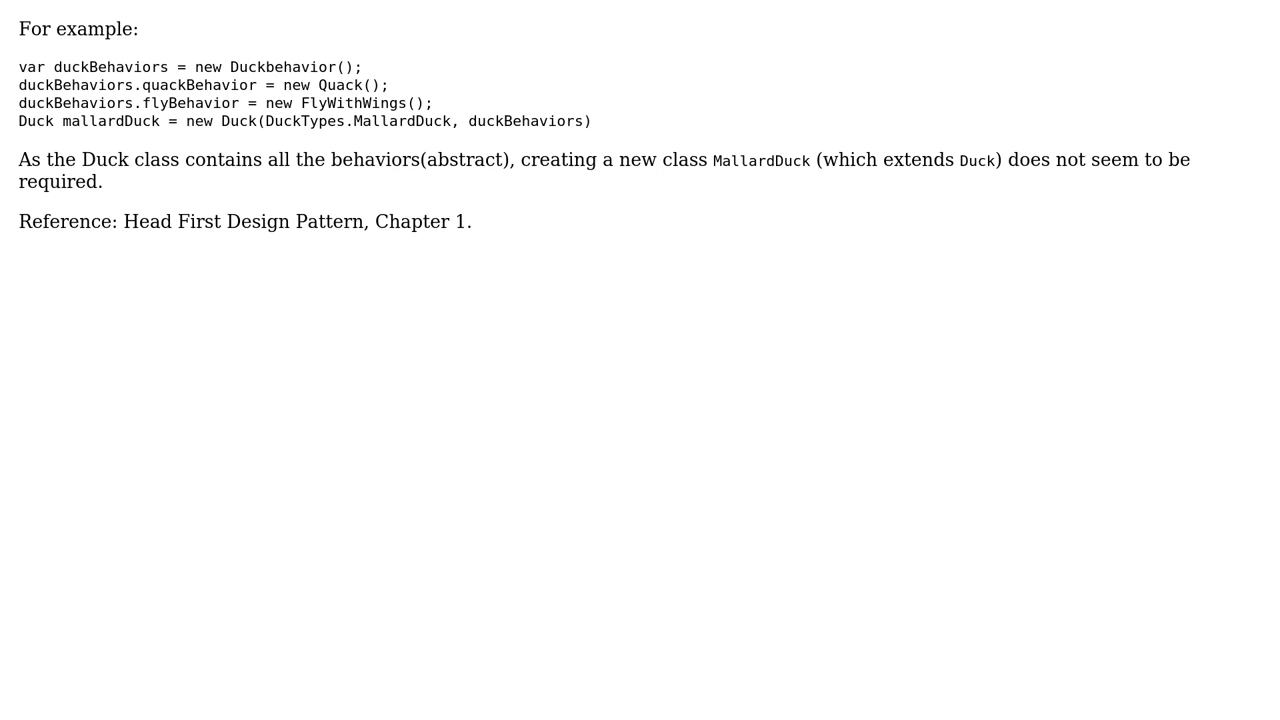 For example:
var duckBehaviors = new Duckbehavior();
duckBehaviors.quackBehavior = new Quack();
duckBehaviors.flyBehavior = new FlyWithWings();
Duck mallardDuck = new Duck(DuckTypes.MallardDuck, duckBehaviors)
As the Duck class contains all the behaviors(abstract), creating a new class MallardDuck (which extends Duck) does not seem to be
required.
Reference: Head First Design Pattern, Chapter 1.